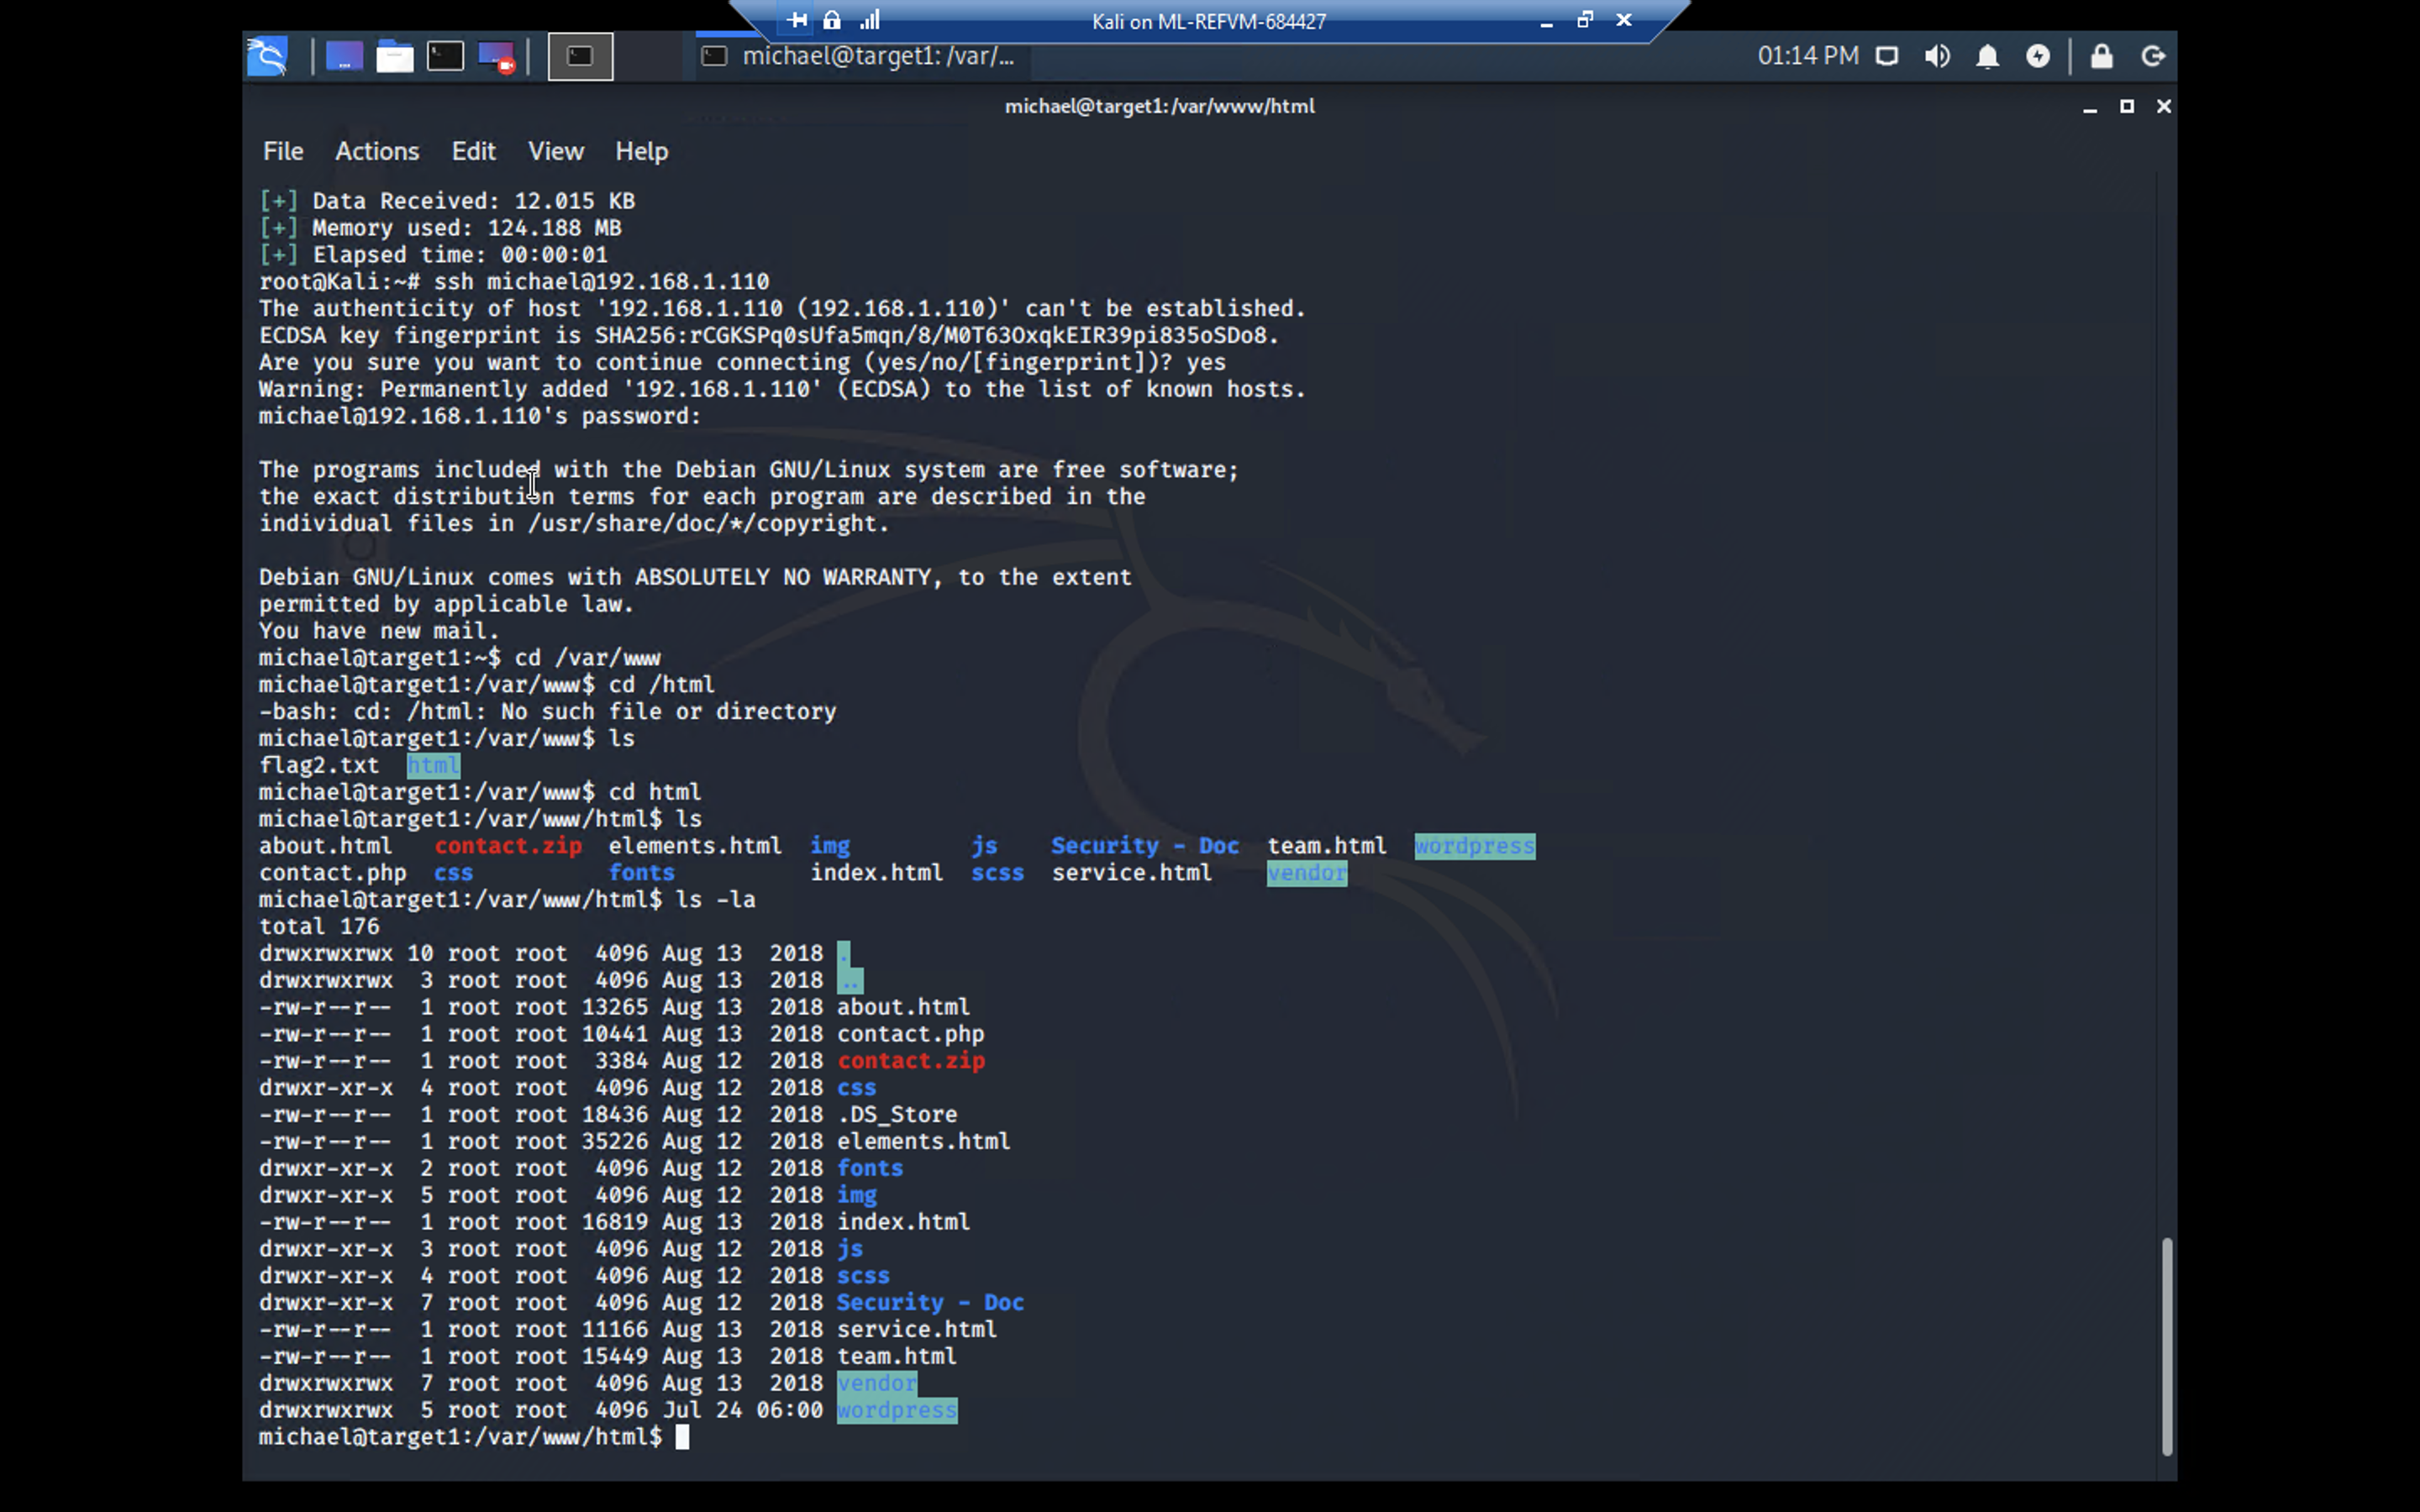 Kali on ML-REFVM-684427
michael@target1: /var/...
01:14 PM
michael@target1:/var/www/html
File Actions Edit View Help
[+] Data Received: 12.015 KB
[+] Memory used: 124.188 MB
[+] Elapsed time: 00:00:01
root@Kali:~# ssh michael@192.168.1.110
The authenticity of host '192.168.1.110 (192.168.1.110)' can't be established.
ECDSA key fingerprint is SHA256:rCGKSPq0sUfa5mqn/8/M0T63OxqkEIR39pi835oSDo8.
Are you sure you want to continue connecting (yes/no/[fingerprint])? yes
Warning: Permanently added '192.168.1.110' (ECDSA) to the list of known hosts.
michael@192.168.1.110's password:
The programs included with the Debian GNU/Linux system are free software;
the exact distribution terms for each program are described in the
individual files in /usr/share/doc/*/copyright.
Debian GNU/Linux comes with ABSOLUTELY NO WARRANTY, to the extent
permitted by applicable law.
You have new mail.
michael@target1:~$ cd /var/www
michael@target1:/var/www$ cd /html
-bash: cd: /html: No such file or directory
michael@target1:/var/www$ ls
flag2.txt html
michael@target1:/var/www$ cd html
michael@target1:/var/www/html$ ls
about.html contact.zip elements.html img js Security - Doc team.html wordpress
contact.php css fonts index.html scss service.html vendor
michael@target1:/var/www/html$ ls -la
total 176
drwxrwxrwx 10 root root 4096 Aug 13 2018 .
drwxrwxrwx 3 root root 4096 Aug 13 2018 ..
-rw-r--r-- 1 root root 13265 Aug 13 2018 about.html
-rw-r--r-- 1 root root 10441 Aug 13 2018 contact.php
-rw-r--r-- 1 root root 3384 Aug 12 2018 contact.zip
drwxr-xr-x 4 root root 4096 Aug 12 2018 css
-rw-r--r-- 1 root root 18436 Aug 12 2018 .DS_Store
-rw-r--r-- 1 root root 35226 Aug 12 2018 elements.html
drwxr-xr-x 2 root root 4096 Aug 12 2018 fonts
drwxr-xr-x 5 root root 4096 Aug 12 2018 img
-rw-r--r-- 1 root root 16819 Aug 13 2018 index.html
drwxr-xr-x 3 root root 4096 Aug 12 2018 js
drwxr-xr-x 4 root root 4096 Aug 12 2018 scss
drwxr-xr-x 7 root root 4096 Aug 12 2018 Security - Doc
-rw-r--r-- 1 root root 11166 Aug 13 2018 service.html
-rw-r--r-- 1 root root 15449 Aug 13 2018 team.html
drwxrwxrwx 7 root root 4096 Aug 13 2018 vendor
drwxrwxrwx 5 root root 4096 Jul 24 06:00 wordpress
michael@target1:/var/www/html$